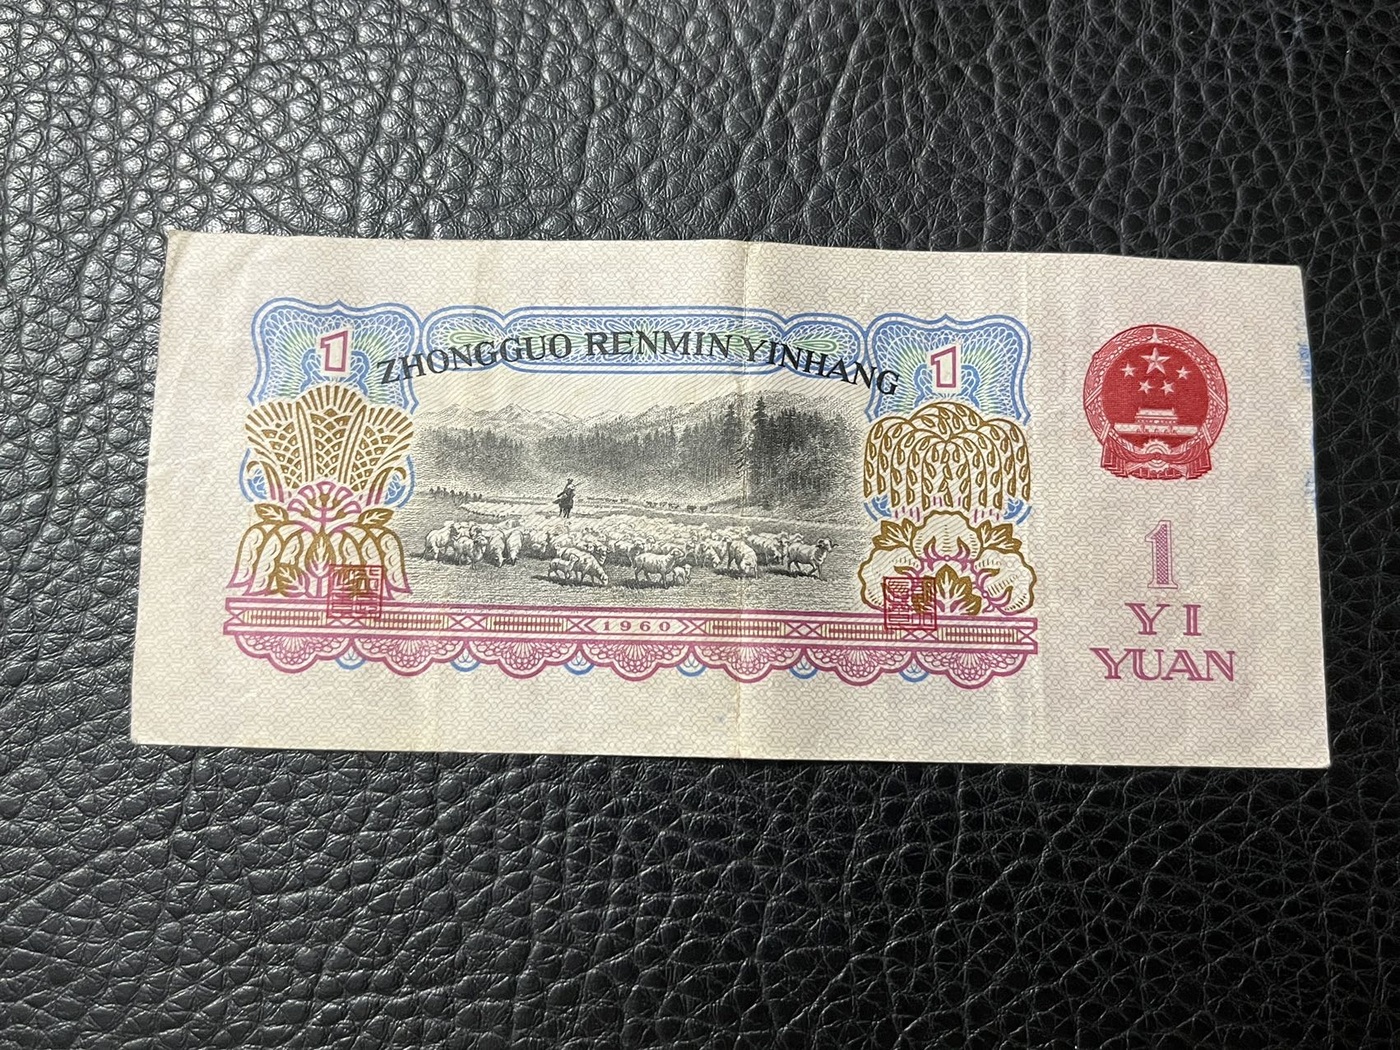 1
ZHONGGUO RENMIN YINHANG
1
1960
1
YI
YUAN